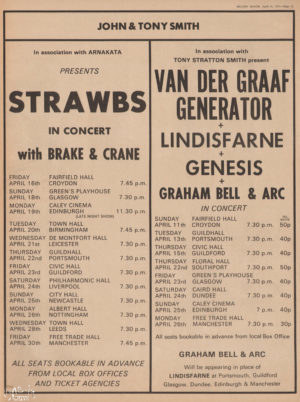 JOHN & TONY SMITH
In association with ARNAKATA
PRESENTS
STRAWBS
IN CONCERT
with BRAKE & CRANE
FRIDAY FAIRFIELD HALL
APRIL 16th CROYDON 7.45 p.m.
SUNDAY GREEN'S PLAYHOUSE
APRIL 18th GLASGOW 7.30 p.m.
MONDAY CALEY CINEMA
APRIL 19th EDINBURGH 11.30 p.m.
(LATE NIGHT SHOW)
TUESDAY TOWN HALL
APRIL 20th BIRMINGHAM 7.45 p.m.
WEDNESDAY DE MONTFORT HALL
APRIL 21st LEICESTER 7.30 p.m.
THURSDAY GUILDHALL
APRIL 22nd PORTSMOUTH 7.30 p.m.
FRIDAY CIVIC HALL
APRIL 23rd GUILDFORD 7.30 p.m.
SATURDAY PHILHARMONIC HALL
APRIL 24th LIVERPOOL 7.30 p.m.
SUNDAY CITY HALL
APRIL 25th NEWCASTLE 7.30 p.m.
MONDAY ALBERT HALL
APRIL 26th NOTTINGHAM 7.30 p.m.
WEDNESDAY TOWN HALL
APRIL 28th LEEDS 7.30 p.m.
FRIDAY FREE TRADE HALL
APRIL 30th MANCHESTER 7.45 p.m.
ALL SEATS BOOKABLE IN ADVANCE
FROM LOCAL BOX OFFICES
AND TICKET AGENCIES
In association with
TONY STRATTON SMITH present
VAN DER GRAAF
GENERATOR
+
LINDISFARNE
+
GENESIS
+
GRAHAM BELL & ARC
IN CONCERT
SUNDAY FAIRFIELD HALL
APRIL 11th CROYDON 7.30 p.m. 50p
TUESDAY GUILDHALL
APRIL 13th PORTSMOUTH 7.30 p.m. 40p
THURSDAY CIVIC HALL
APRIL 15th GUILDFORD 7.30 p.m. 40p
THURSDAY FLORAL HALL
APRIL 22nd SOUTHPORT 7.30 p.m. 50p
FRIDAY GREEN'S PLAYHOUSE
APRIL 23rd GLASGOW 7.30 p.m. 40p
SATURDAY CAIRD HALL
APRIL 24th DUNDEE 7.30 p.m. 40p
SUNDAY CALEY CINEMA
APRIL 25th EDINBURGH 7 p.m. 40p
MONDAY FREE TRADE HALL
APRIL 26th MANCHESTER 7.30 p.m. 30p
All seats bookable in advance from local Box Office
GRAHAM BELL & ARC
Will be appearing in place of
LINDISFARNE at Portsmouth, Guildford
Glasgow, Dundee, Edinburgh & Manchester